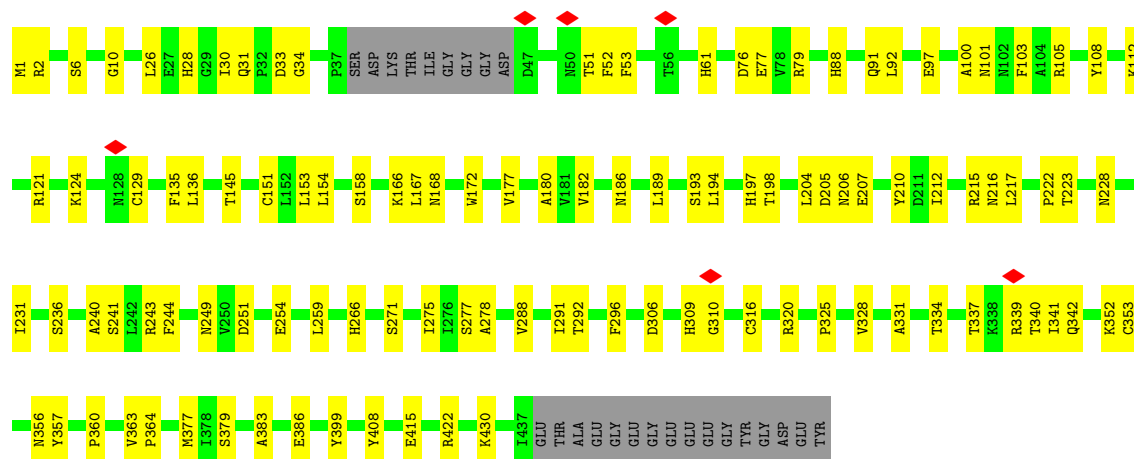 M1 R2 S6 G10 L26 E27 H28 G29 I30 Q31 P32 D33 G34 P37 SER ASP LYS THR ILE GLY GLY GLY ASP D47 N50 T51 F52 F53 T56 H61 D76 E77 V78 R79 H88 Q91 L92 E97 A100 N101 N102 F103 A104 R105 Y108
R121 K124 N128 C129 F135 L136 T145 C151 L152 L153 L154 S158 K166 L167 N168 W172 V177 A180 V181 V182 N186 L189 S193 L194 H197 T198 L204 D205 N206 E207 Y210 D211 I212 R215 N216 L217 P222 T223 N228
I231 S236 A240 S241 L242 R243 F244 N249 V250 D251 E254 L259 H266 S271 I275 I276 S277 A278 V288 I291 T292 F296 D306 H309 G310 C316 R320 P325 V328 A331 T334 T337 K338 R339 T340 I341 Q342 K352 C353
N356 Y357 P360 V363 P364 M377 I378 S379 A383 E386 Y399 Y408 E415 R422 K430 I437 GLU THR ALA GLU GLY GLU GLY GLU GLU GLU GLY TYR GLY ASP GLU TYR